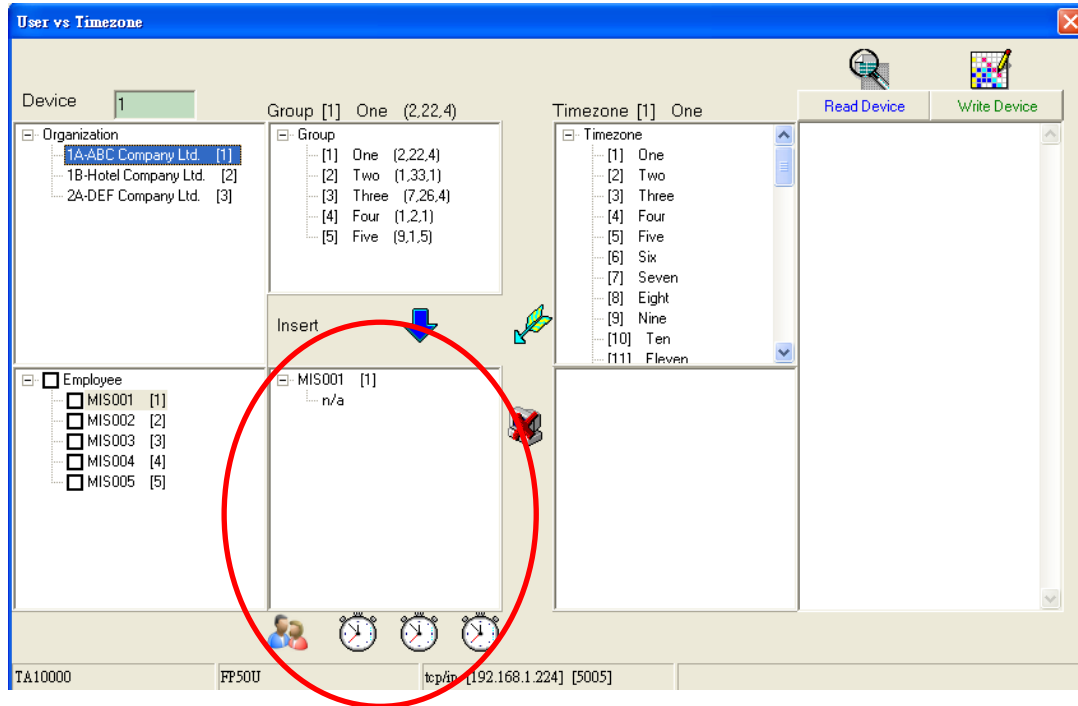 User vs Timezone
Device 1
Group [1] One (2,22,4)
Timezone [1] One
Read Device
Write Device
Organization
1A-ABC Company Ltd. [1]
1B-Hotel Company Ltd. [2]
2A-DEF Company Ltd. [3]
Group
[1] One (2,22,4)
[2] Two (1,33,1)
[3] Three (7,26,4)
[4] Four (1,2,1)
[5] Five (9,1,5)
Timezone
[1] One
[2] Two
[3] Three
[4] Four
[5] Five
[6] Six
[7] Seven
[8] Eight
[9] Nine
[10] Ten
[11] Eleven
Insert
Employee
MIS001 [1]
MIS002 [2]
MIS003 [3]
MIS004 [4]
MIS005 [5]
MIS001 [1]
n/a
TA10000
FP50U
tcp/ip [192.168.1.224] [5005]